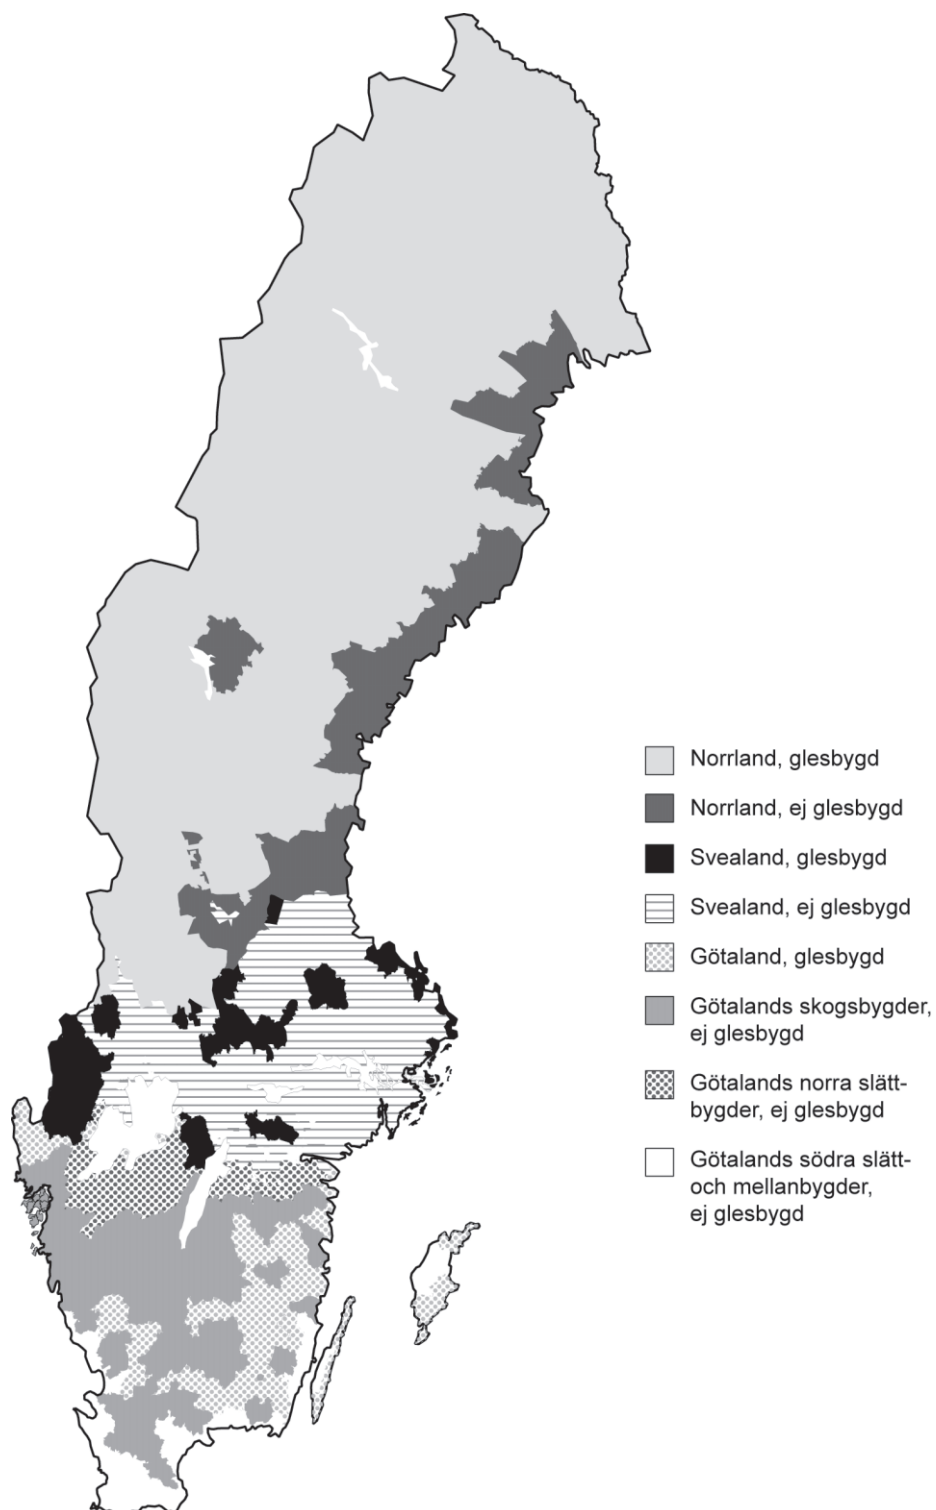 Norrland, glesbygd
Norrland, ej glesbygd
Svealand, glesbygd
Svealand, ej glesbygd
Götaland, glesbygd
Götalands skogsbygder,
ej glesbygd
Götalands norra slätt-
bygder, ej glesbygd
Götalands södra slätt-
och mellanbygder,
ej glesbygd